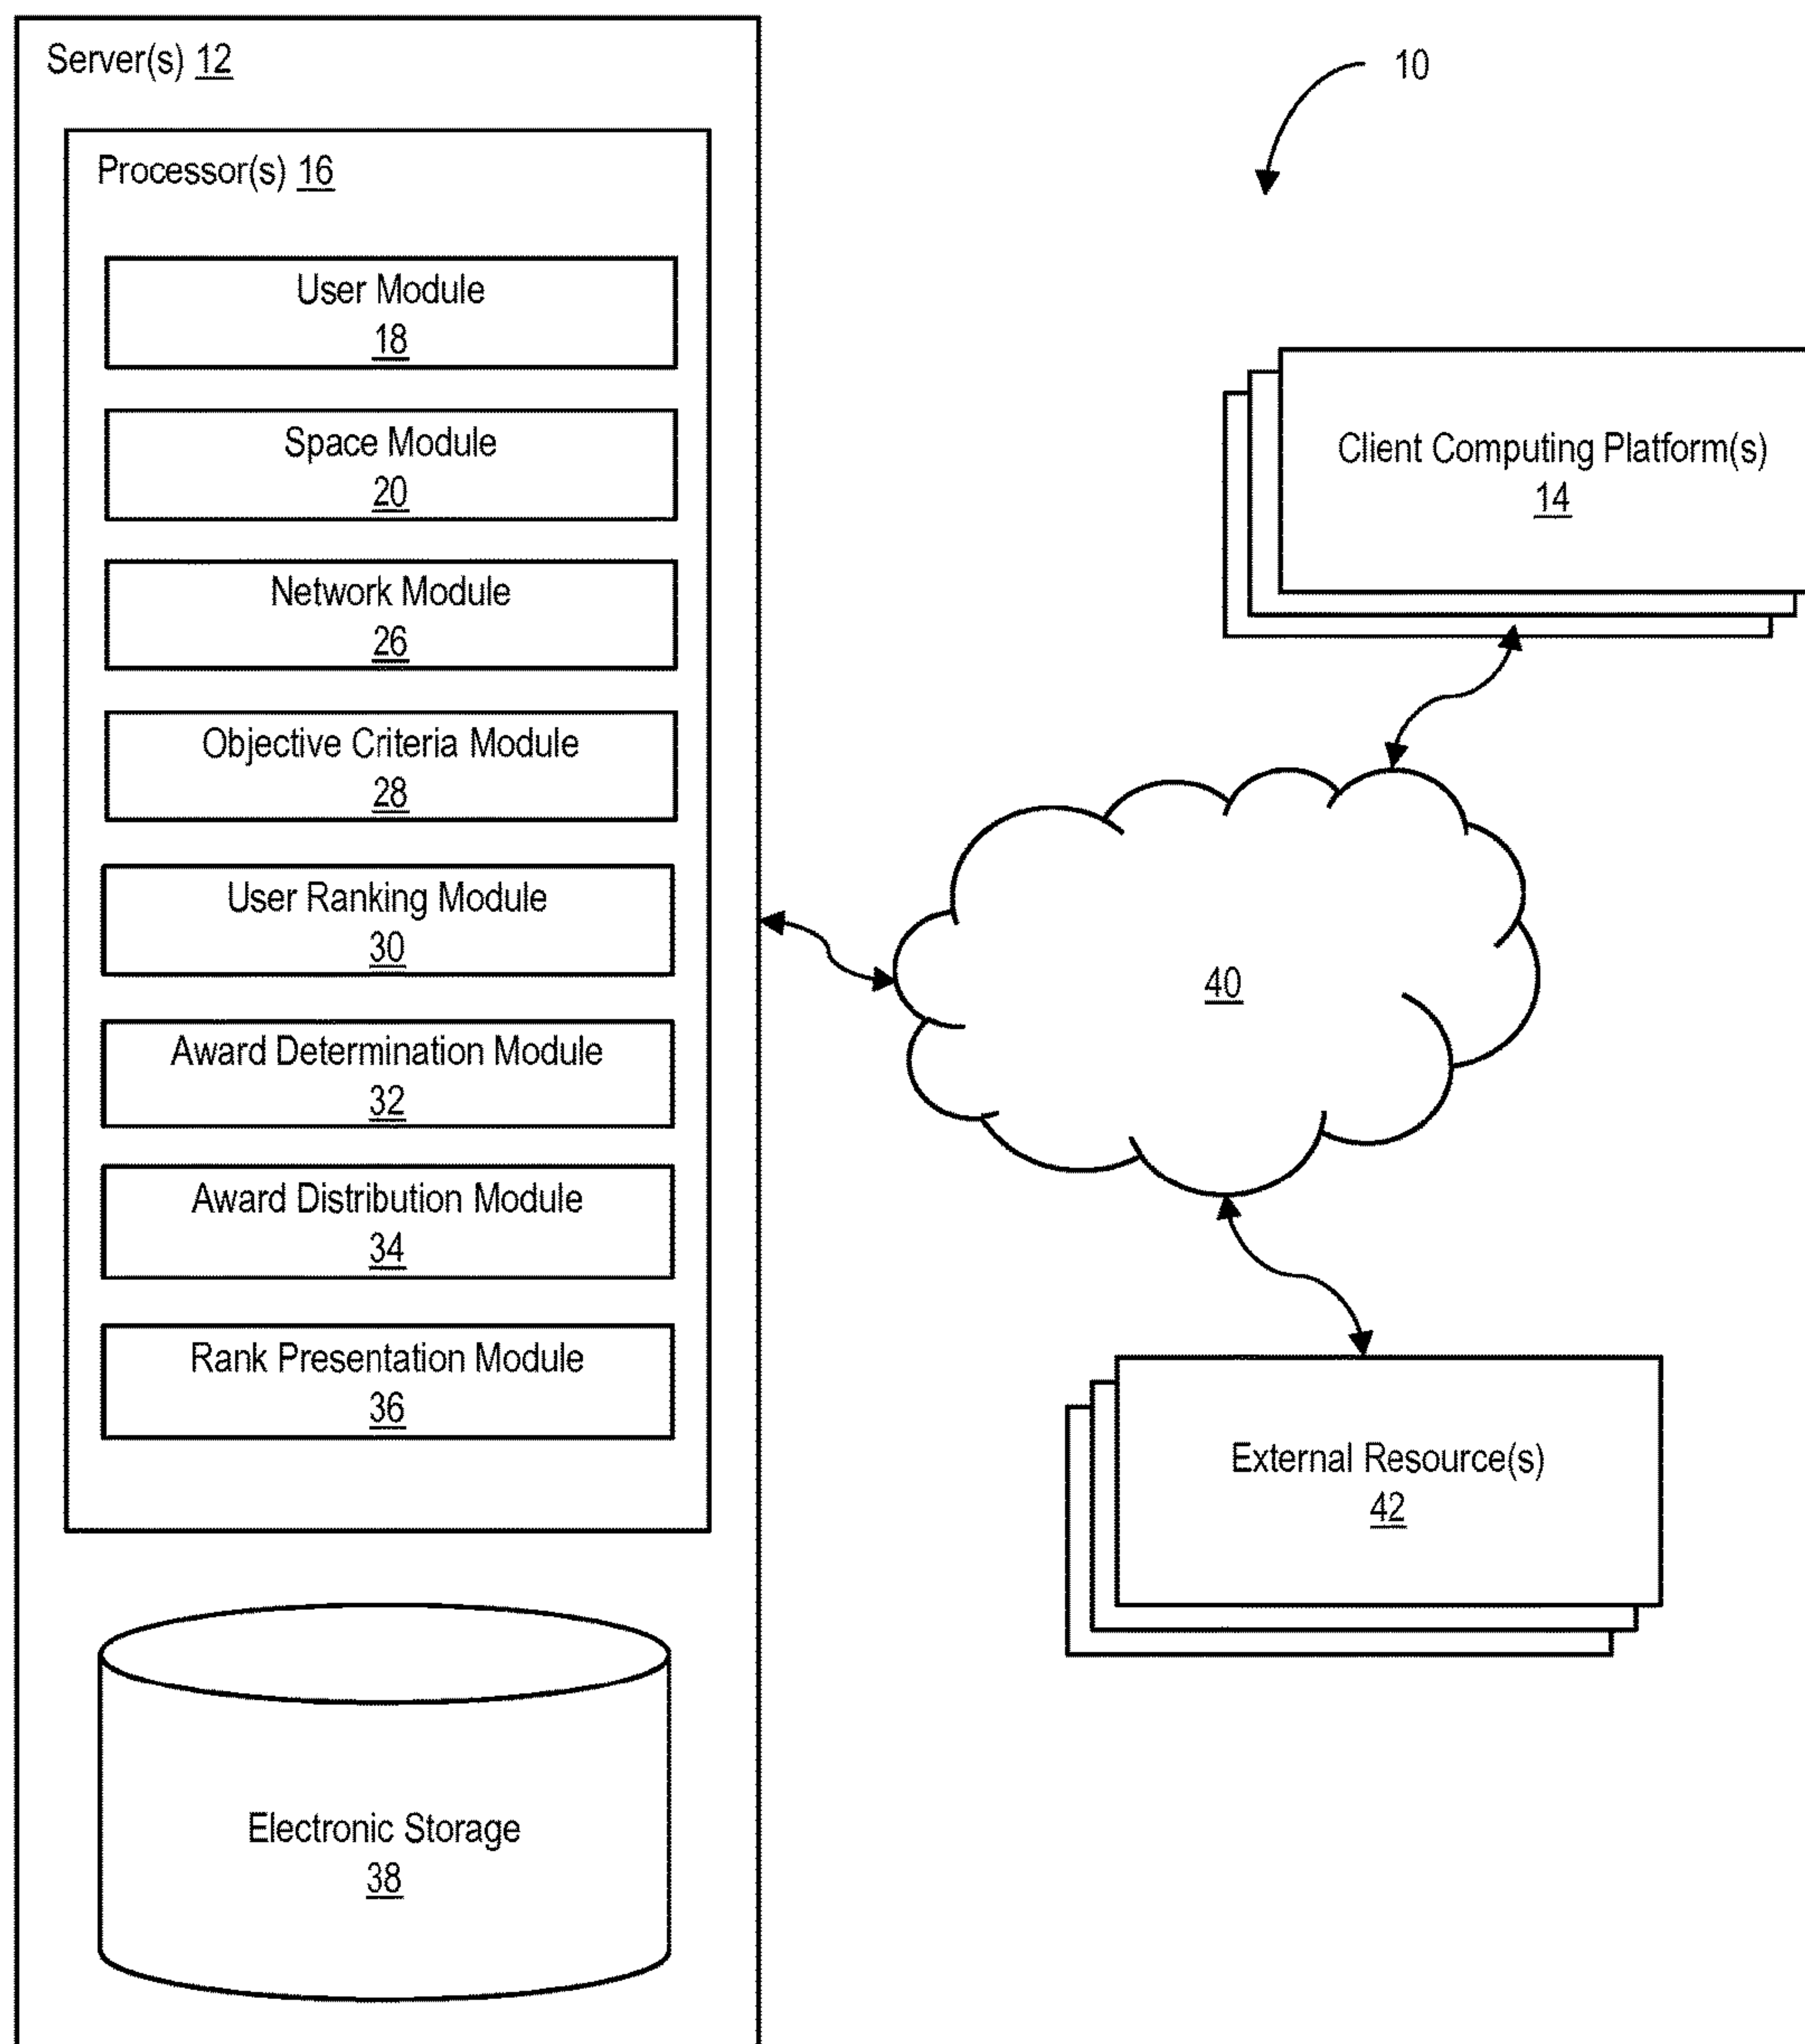 Server(s) 12
Processor(s) 16
User Module
18
Space Module
20
Network Module
26
Objective Criteria Module
28
User Ranking Module
30
Award Determination Module
32
Award Distribution Module
34
Rank Presentation Module
36
Electronic Storage
38
10
Client Computing Platform(s)
14
40
External Resource(s)
42